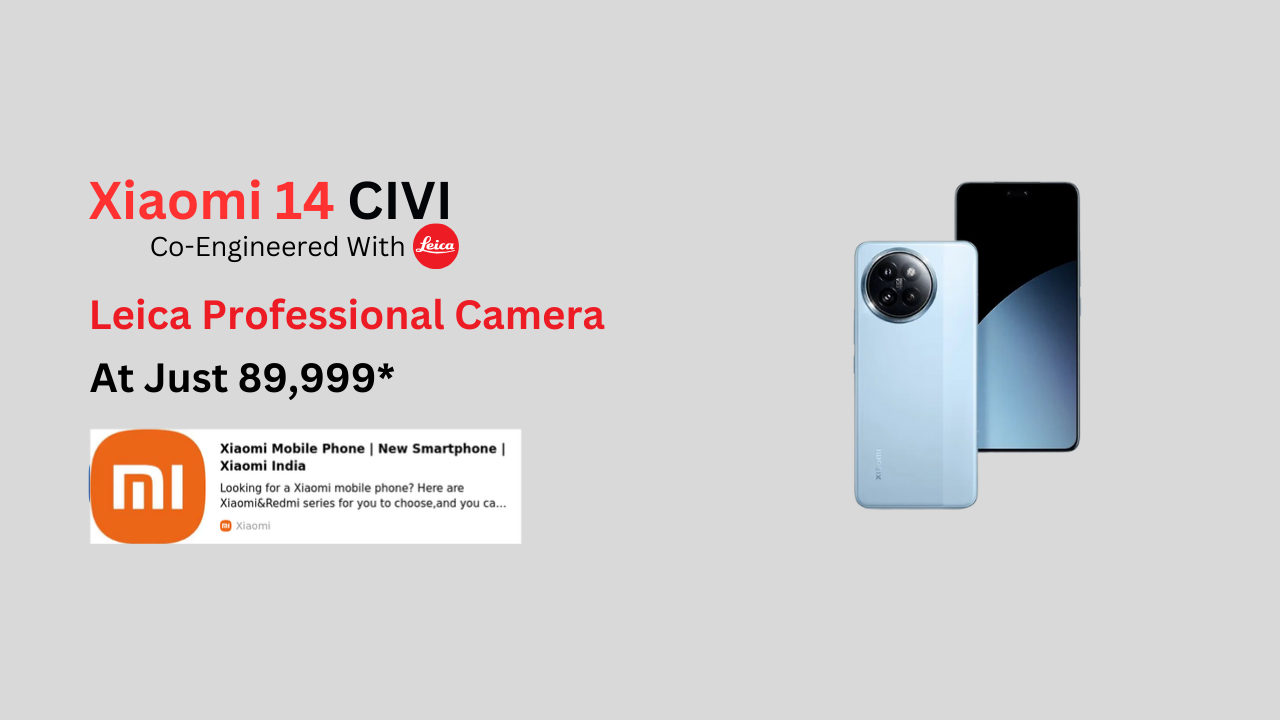 Xiaomi 14 CIVI
Co-Engineered With Leica
Leica Professional Camera
At Just 89,999*
Xiaomi Mobile Phone | New Smartphone |
Xiaomi India
Looking for a Xiaomi mobile phone? Here are
Xiaomi&Redmi series for you to choose,and you ca...
mi Xiaomi
mi
xiaomi